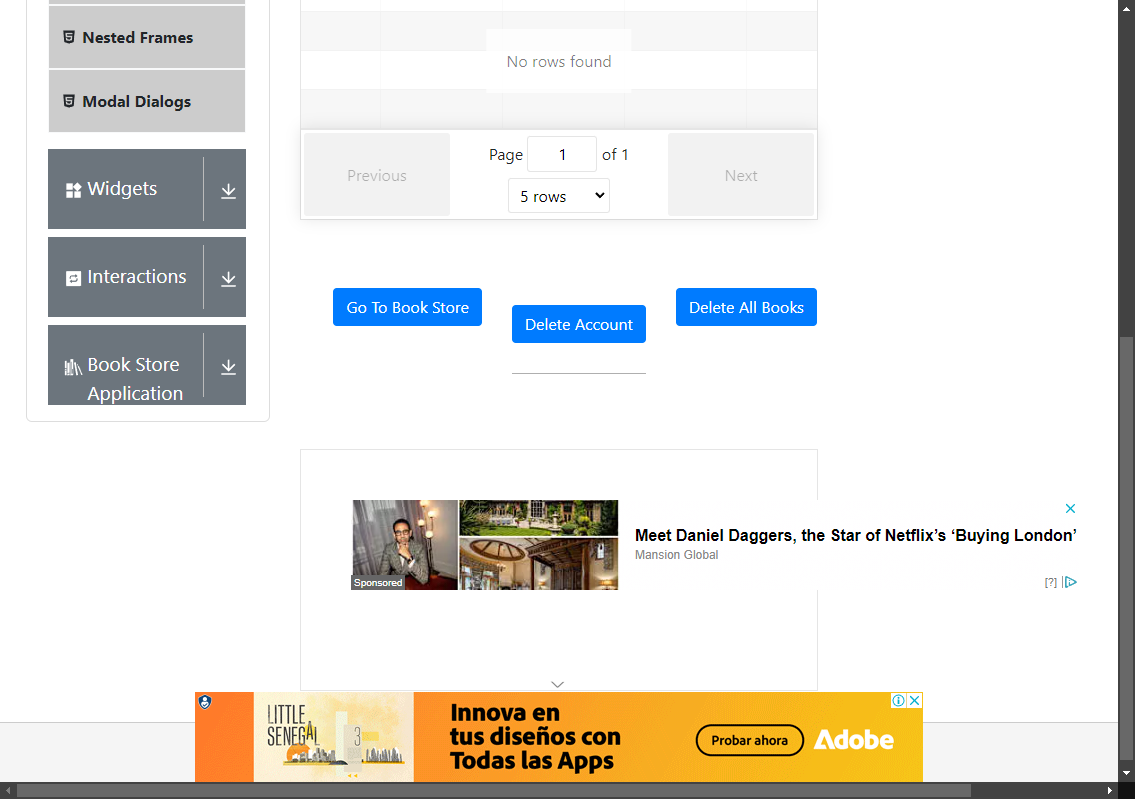 Nested Frames
Modal Dialogs
Widgets
Interactions
Book Store
Application
No rows found
Previous
Page 1 of 1
5 rows
Next
Go To Book Store
Delete Account
Delete All Books
Sponsored
Meet Daniel Daggers, the Star of Netflix’s ‘Buying London’
Mansion Global
[?]
LITTLE
SENEGAL
3
Innova en
tus diseños con
Todas las Apps
Probar ahora
Adobe